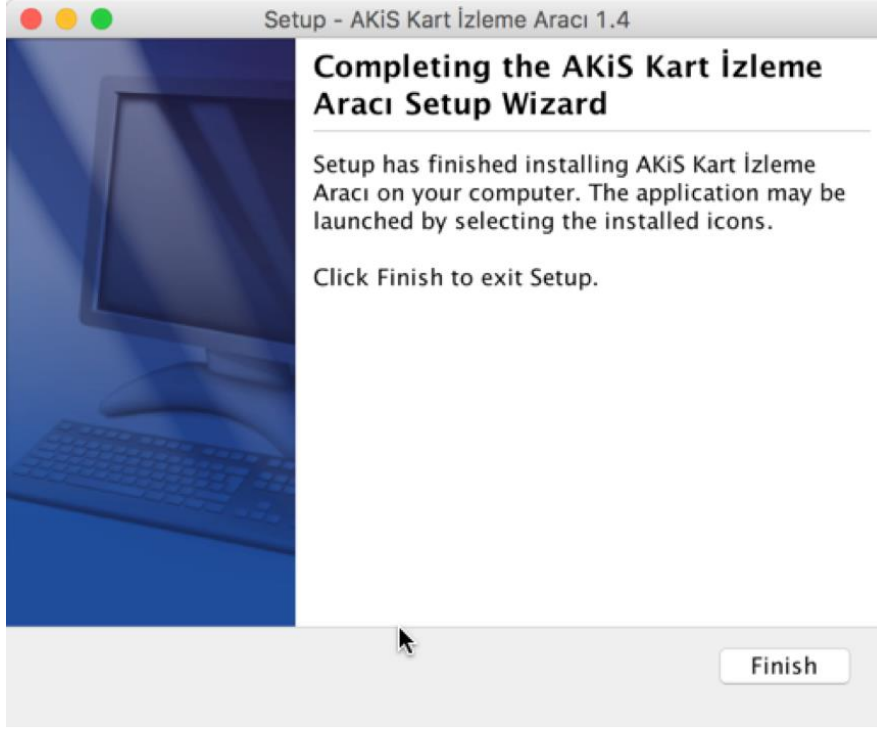 Setup - AKiS Kart İzleme Aracı 1.4
Completing the AKiS Kart İzleme
Aracı Setup Wizard
Setup has finished installing AKiS Kart İzleme
Aracı on your computer. The application may be
launched by selecting the installed icons.
Click Finish to exit Setup.
Finish